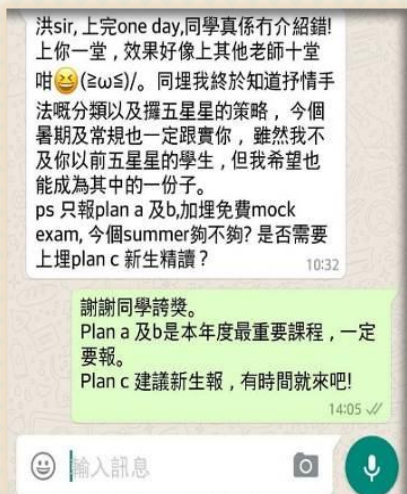 洪sir, 上完one day,同學真係冇介紹錯!
上你一堂，效果好像上其他老師十堂
咁😆(≧ω≦)/。同埋我終於知道抒情手
法嘅分類以及攞五星星的策略，今個
暑期及常規也一定跟實你，雖然我不
及你以前五星星的學生，但我希望也
能成為其中的一份子。
ps 只報plan a 及b,加埋免費mock
exam, 今個summer夠不夠? 是否需要
上埋plan c 新生精讀？
10:32
謝謝同學誇獎。
Plan a 及b是本年度最重要課程，一定
要報。
Plan c 建議新生報，有時間就來吧!
14:05
輸入訊息